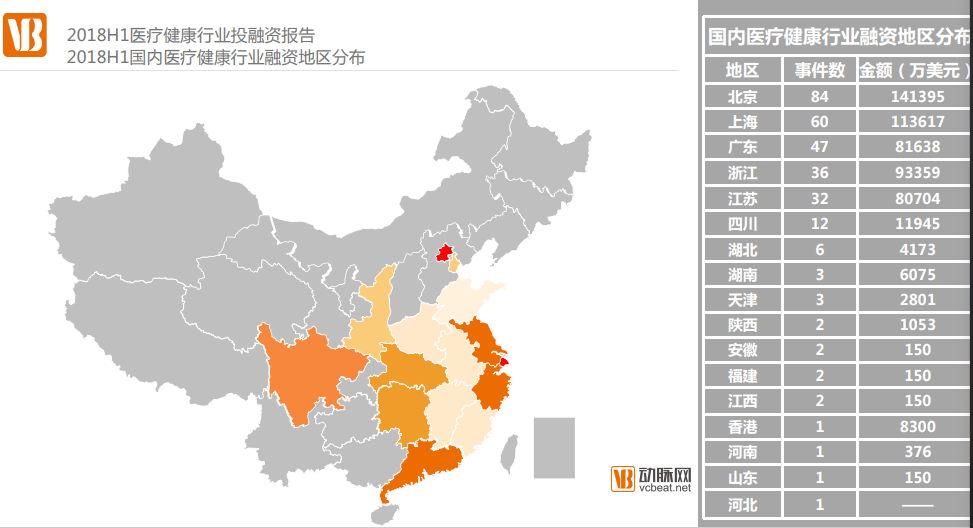 2018H1医疗健康行业投融资报告
2018H1国内医疗健康行业融资地区分布
国内医疗健康行业融资地区分布
地区 事件数 金额（万美元）
北京 84 141395
上海 60 113617
广东 47 81638
浙江 36 93359
江苏 32 80704
四川 12 11945
湖北 6 4173
湖南 3 6075
天津 3 2801
陕西 2 1053
安徽 2 150
福建 2 150
江西 2 150
香港 1 8300
河南 1 376
山东 1 150
河北 1 ——
动脉网
vcbeat.net